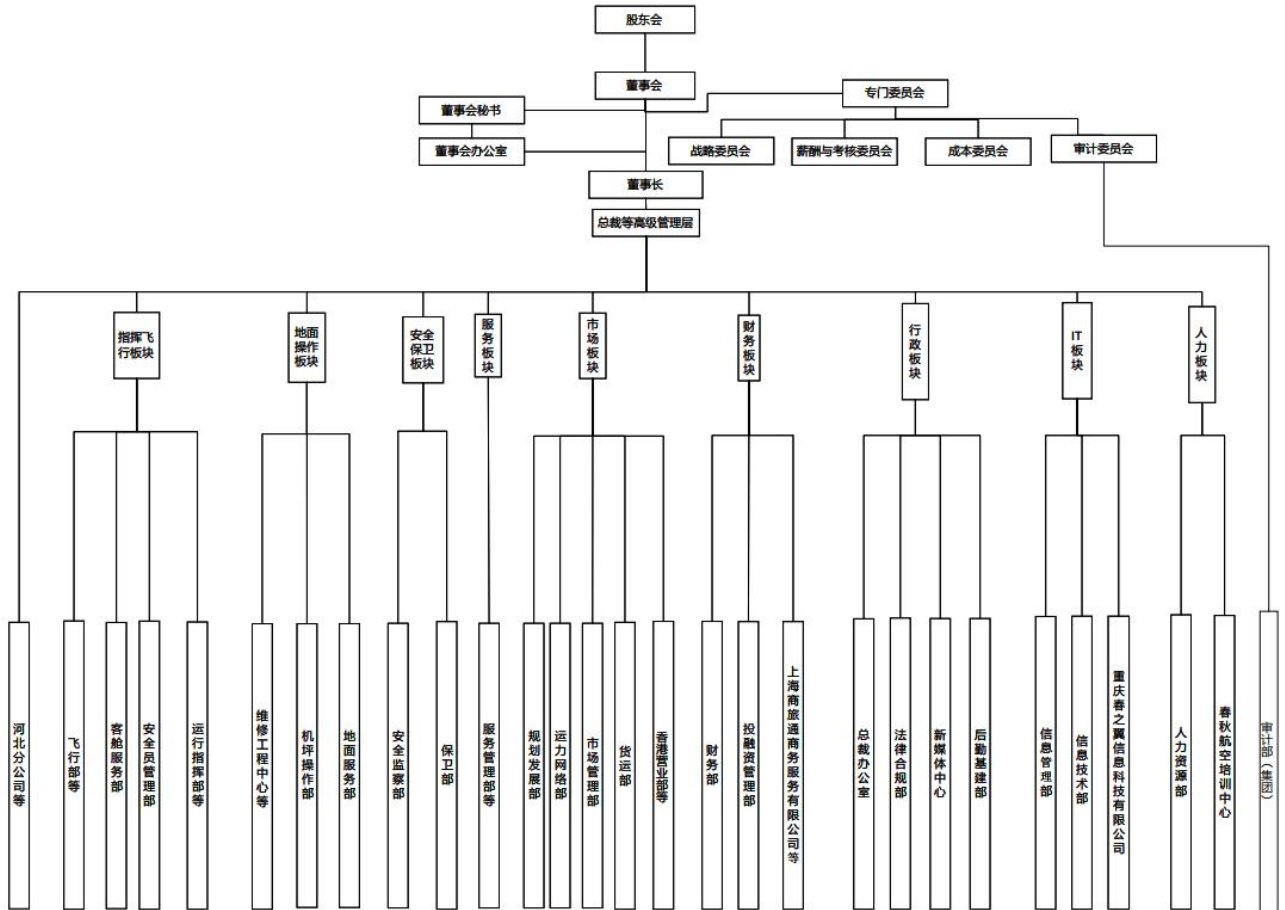 股东会
董事会
专门委员会
董事会秘书
董事会办公室
战略委员会
薪酬与考核委员会
成本委员会
审计委员会
董事长
总裁等高级管理层
指挥飞
行板块
地面
操作
板块
安全
保卫
板块
服务板块
市场板块
财务板块
行政板块
IT
板块
人力板块
河北分公司等
飞行部等
客舱服务部
安全员管理部
运行指挥部等
维修工程中心等
机坪操作部
地面服务部
安全监察部
保卫部
服务管理部等
规划发展部
运力网络部
市场管理部
货运部
香港营业部等
财务部
投融资管理部
上海商旅通商务服务有限公司等
总裁办公室
法律合规部
新媒体中心
后勤基建部
信息管理部
信息技术部
重庆春之翼信息科技有限公司
人力资源部
春秋航空培训中心
审计部（集团）